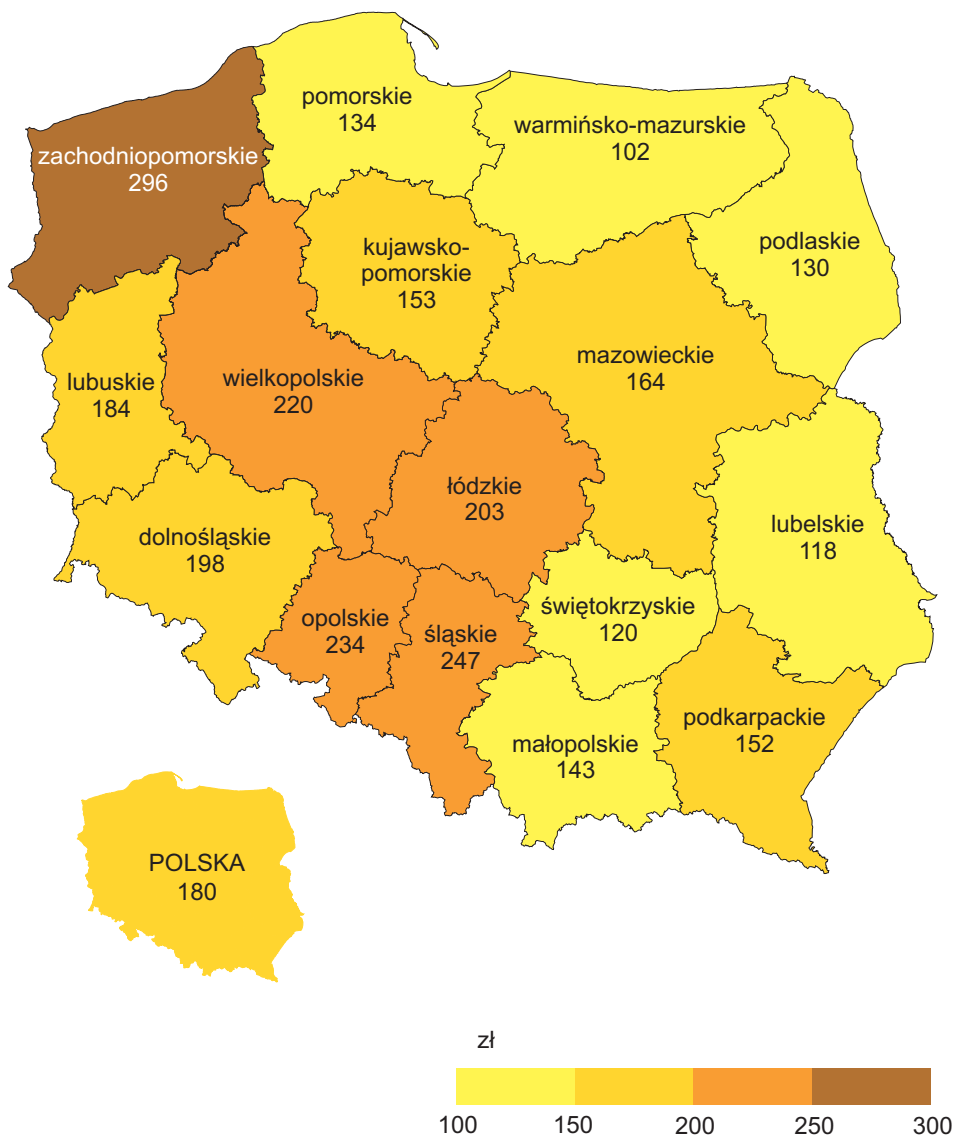 pomorskie
134
warmińsko-mazurskie
102
zachodniopomorskie
296
podlaskie
130
kujawsko-
pomorskie
153
mazowieckie
164
lubuskie
184
wielkopolskie
220
łódzkie
203
lubelskie
118
dolnośląskie
198
opolskie
234
śląskie
247
świętokrzyskie
120
podkarpackie
152
małopolskie
143
POLSKA
180
zł
100 150 200 250 300